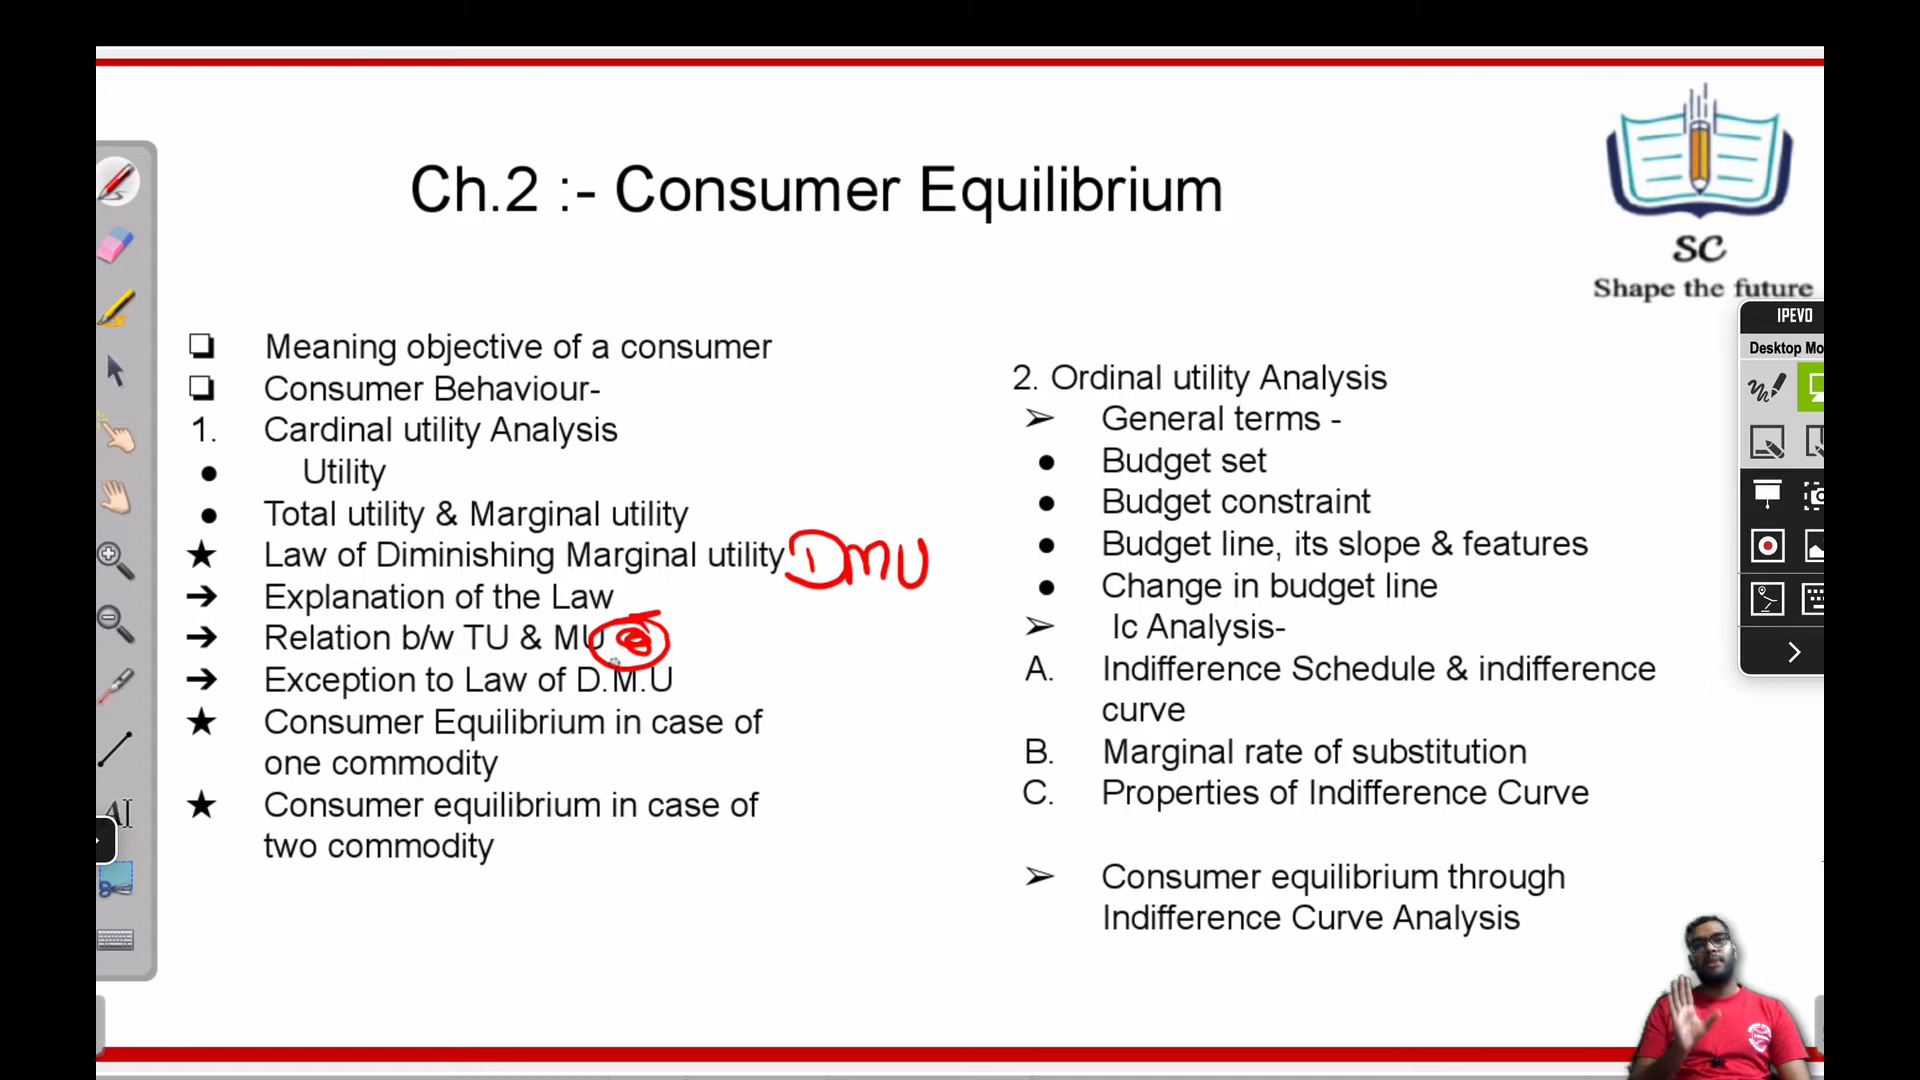 Ch.2 :- Consumer Equilibrium
SC
Shape the future
❏ Meaning objective of a consumer
❏ Consumer Behaviour-
1. Cardinal utility Analysis
● Utility
● Total utility & Marginal utility
★ Law of Diminishing Marginal utility DMU
➔ Explanation of the Law
➔ Relation b/w TU & MU
➔ Exception to Law of D.M.U
★ Consumer Equilibrium in case of
one commodity
★ Consumer equilibrium in case of
two commodity
2. Ordinal utility Analysis
➢ General terms -
● Budget set
● Budget constraint
● Budget line, its slope & features
● Change in budget line
➢ Ic Analysis-
A. Indifference Schedule & indifference
curve
B. Marginal rate of substitution
C. Properties of Indifference Curve
➢ Consumer equilibrium through
Indifference Curve Analysis
IPEVO
Desktop Mo